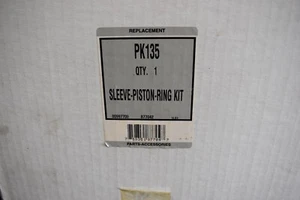 REPLACEMENT
PK135
QTY. 1
SLEEVE-PISTON-RING KIT
PARTS-ACCESSORIES